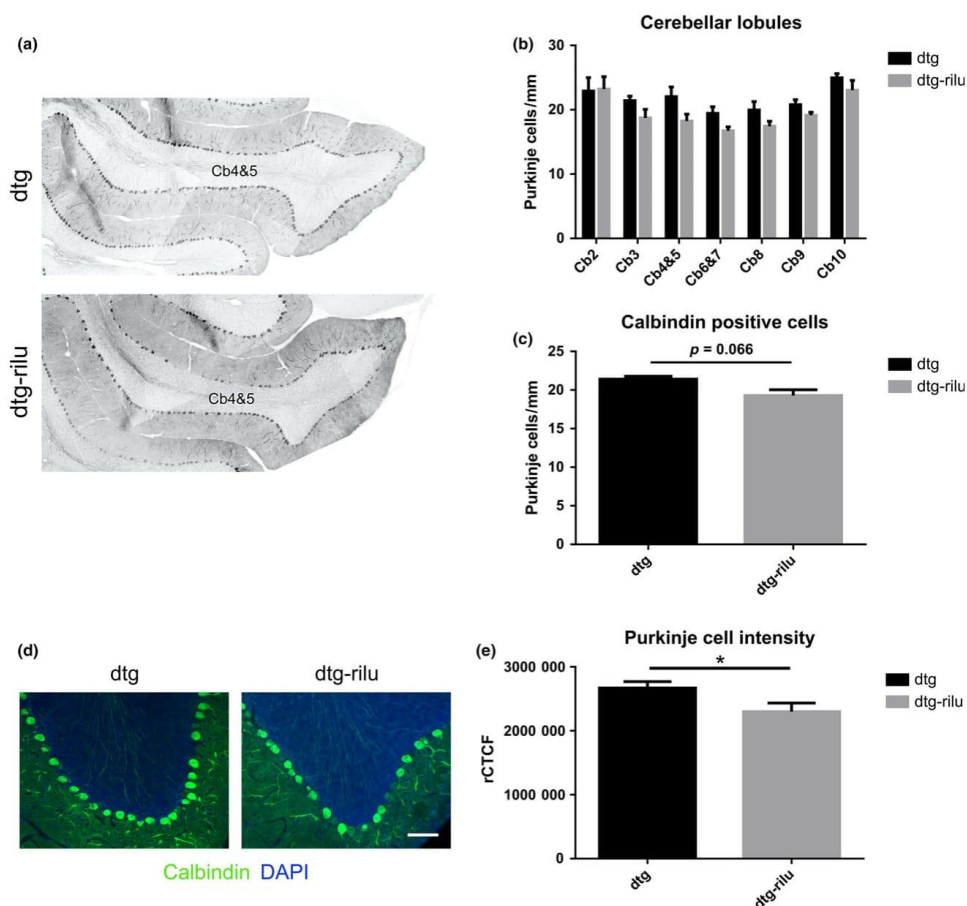 (a)
dtg
Cb4&5
dtg-rilu
Cb4&5
(b)
Cerebellar lobules
Purkinje cells/mm
30
20
10
0
Cb2
Cb3
Cb4&5
Cb6&7
Cb8
Cb9
Cb10
dtg
dtg-rilu
(c)
Calbindin positive cells
p = 0.066
Purkinje cells/mm
25
20
15
10
5
0
dtg
dtg-rilu
dtg
dtg-rilu
(d)
dtg
dtg-rilu
Calbindin DAPI
(e)
Purkinje cell intensity
*
rCTCF
3000 000
2000 000
1000 000
0
dtg
dtg-rilu
dtg
dtg-rilu